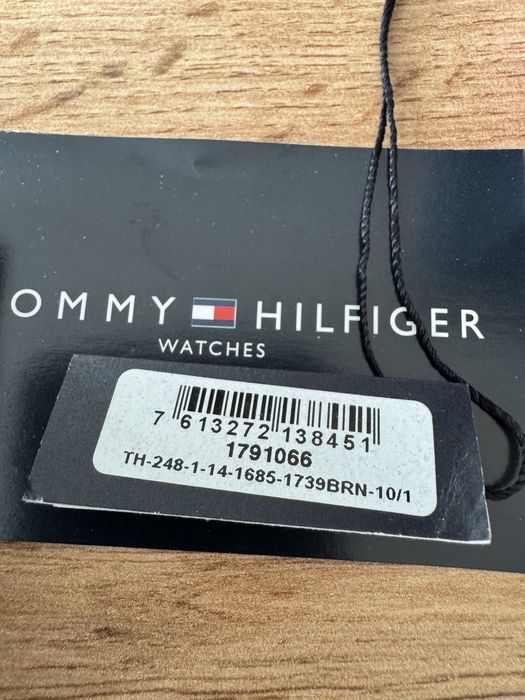 OMMY HILFIGER
WATCHES
7 613272 138451
1791066
TH-248-1-14-1685-1739BRN-10/1